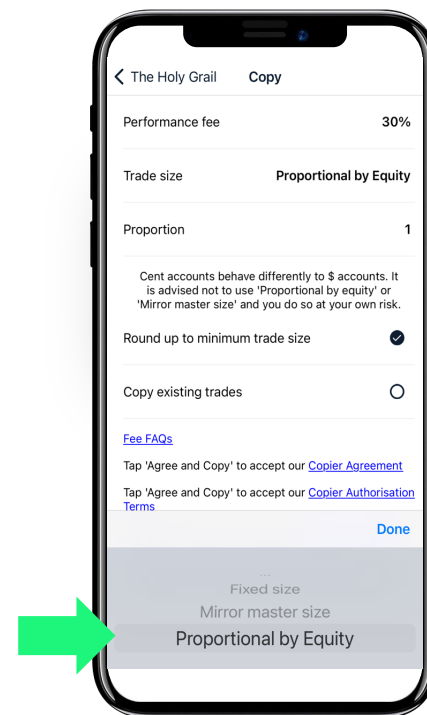 The Holy Grail Copy
Performance fee 30%
Trade size Proportional by Equity
Proportion 1
Cent accounts behave differently to $ accounts. It
is advised not to use 'Proportional by equity' or
'Mirror master size' and you do so at your own risk.
Round up to minimum trade size
Copy existing trades
Fee FAQs
Tap 'Agree and Copy' to accept our Copier Agreement
Tap 'Agree and Copy' to accept our Copier Authorisation
Terms
Done
...
Fixed size
Mirror master size
Proportional by Equity